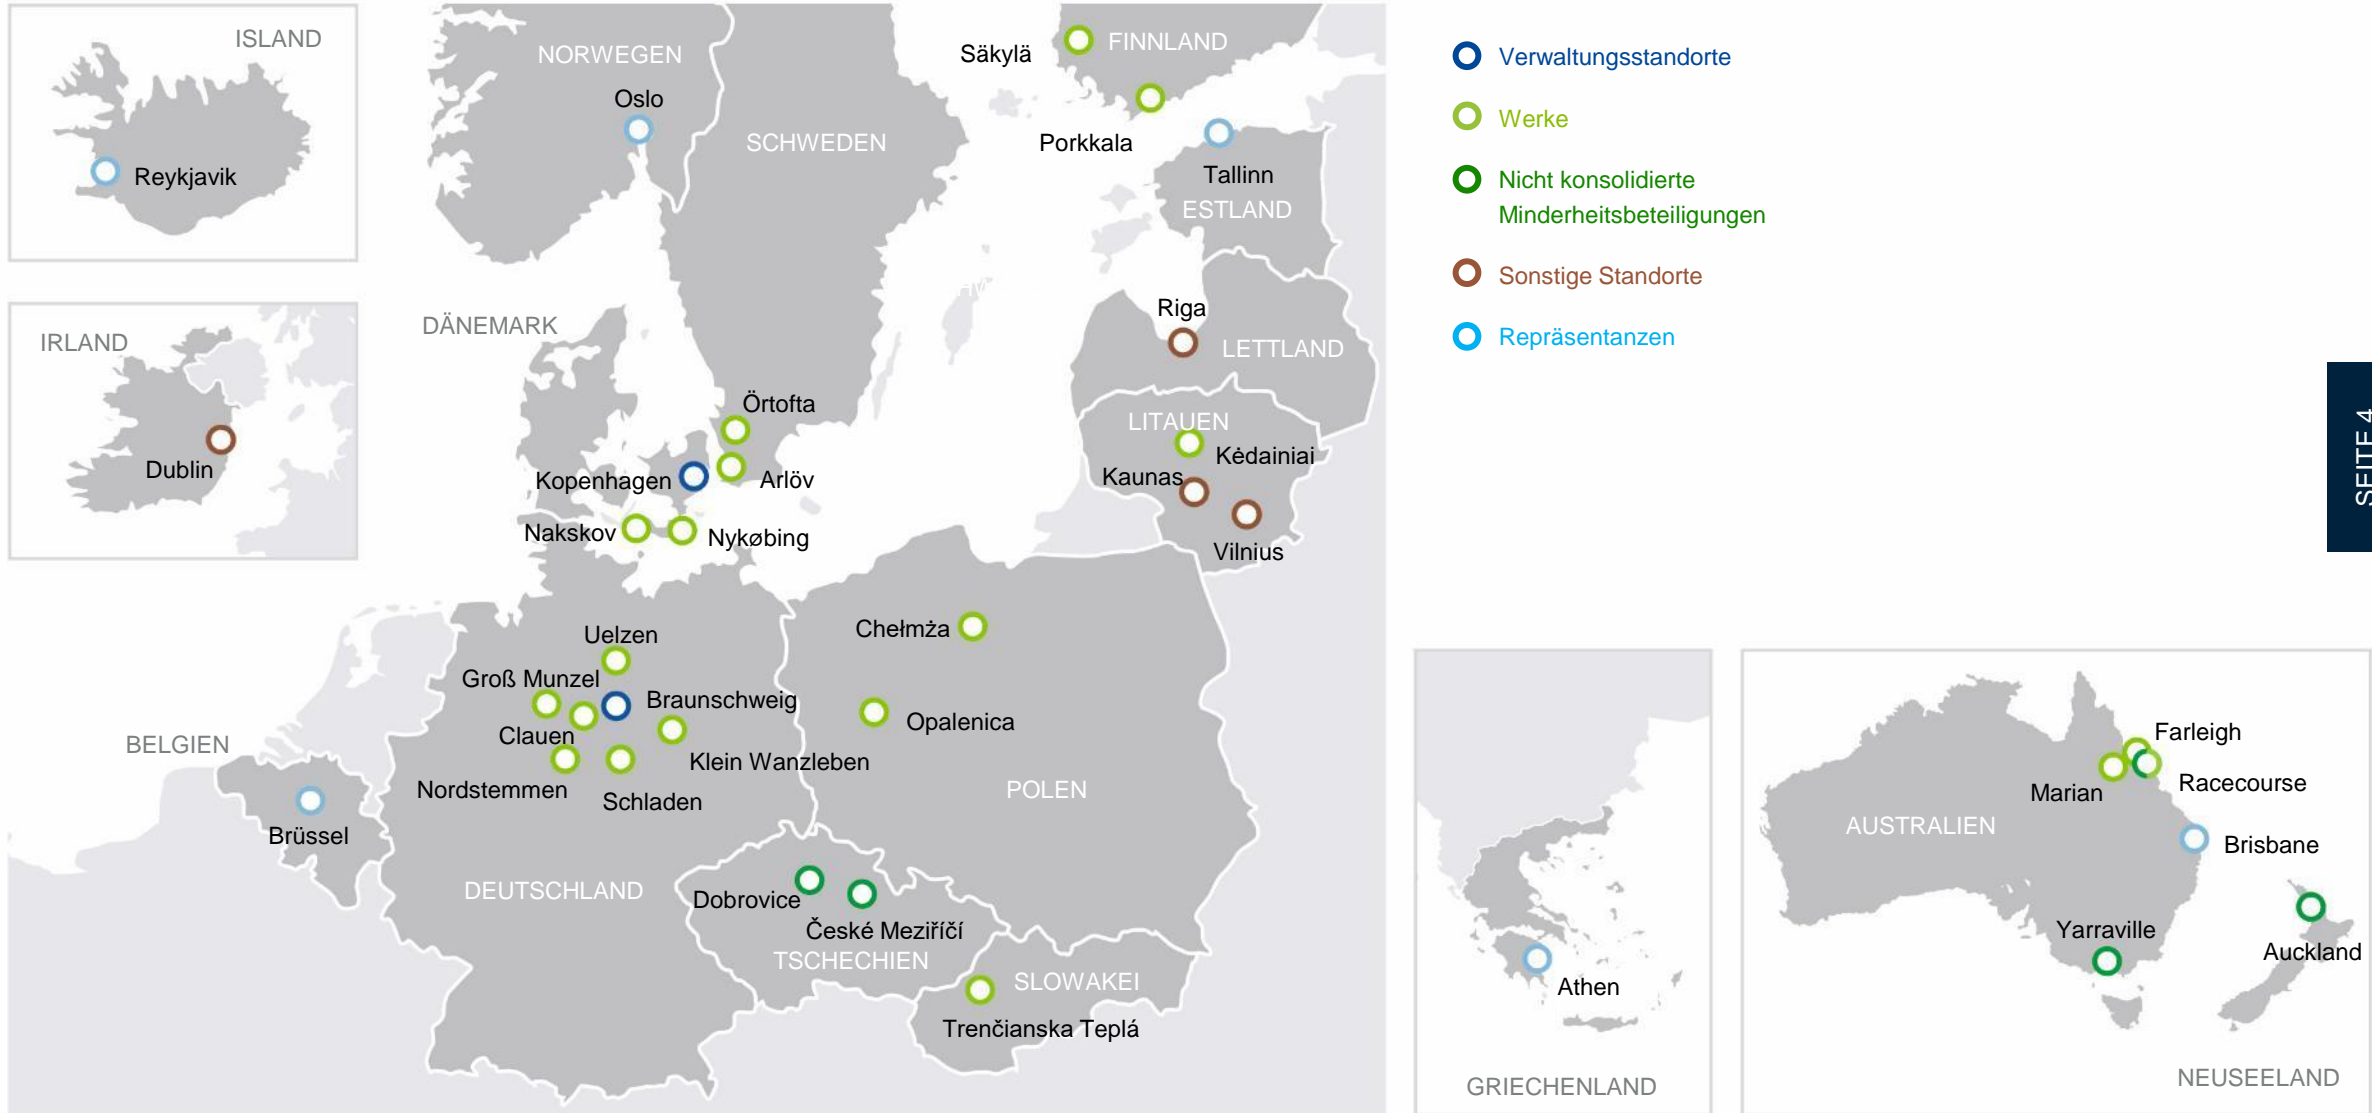 ISLAND
Reykjavik
IRLAND
Dublin
NORWEGEN
Oslo
SCHWEDEN
Säkylä
FINNLAND
Porkkala
Tallinn
ESTLAND
Riga
LETTLAND
LITAUEN
Kėdainiai
Kaunas
Vilnius
DÄNEMARK
Örtofta
Kopenhagen
Arlöv
Nakskov
Nykøbing
Uelzen
Groß Munzel
Braunschweig
Clauen
Klein Wanzleben
Nordstemmen
Schladen
BELGIEN
Brüssel
DEUTSCHLAND
Chełmża
Opalenica
POLEN
Dobrovice
České Meziříčí
TSCHECHIEN
SLOWAKEI
Trenčianska Teplá
Verwaltungsstandorte
Werke
Nicht konsolidierte
Minderheitsbeteiligungen
Sonstige Standorte
Repräsentanzen
SEITE 4
Athen
GRIECHENLAND
Farleigh
Racecourse
Marian
AUSTRALIEN
Brisbane
Yarraville
Auckland
NEUSEELAND